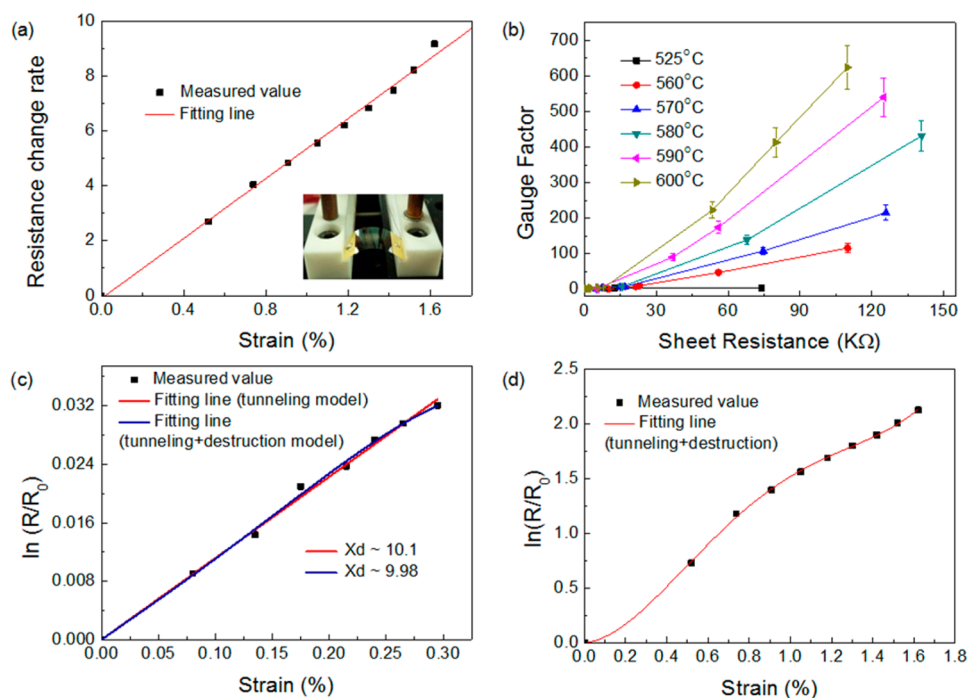 (a)
Resistance change rate
10
8
6
4
2
0
Measured value
Fitting line
0.0 0.4 0.8 1.2 1.6
Strain (%)
(b)
Gauge Factor
700
600
500
400
300
200
100
0
525°C
560°C
570°C
580°C
590°C
600°C
0 30 60 90 120 150
Sheet Resistance (KΩ)
(c)
ln (R/R0)
0.032
0.024
0.016
0.008
0.000
Measured value
Fitting line (tunneling model)
Fitting line
(tunneling+destruction model)
Xd ~ 10.1
Xd ~ 9.98
0.00 0.05 0.10 0.15 0.20 0.25 0.30
Strain (%)
(d)
ln(R/R0)
2.5
2.0
1.5
1.0
0.5
0.0
Measured value
Fitting line
(tunneling+destruction)
0.0 0.2 0.4 0.6 0.8 1.0 1.2 1.4 1.6 1.8
Strain (%)